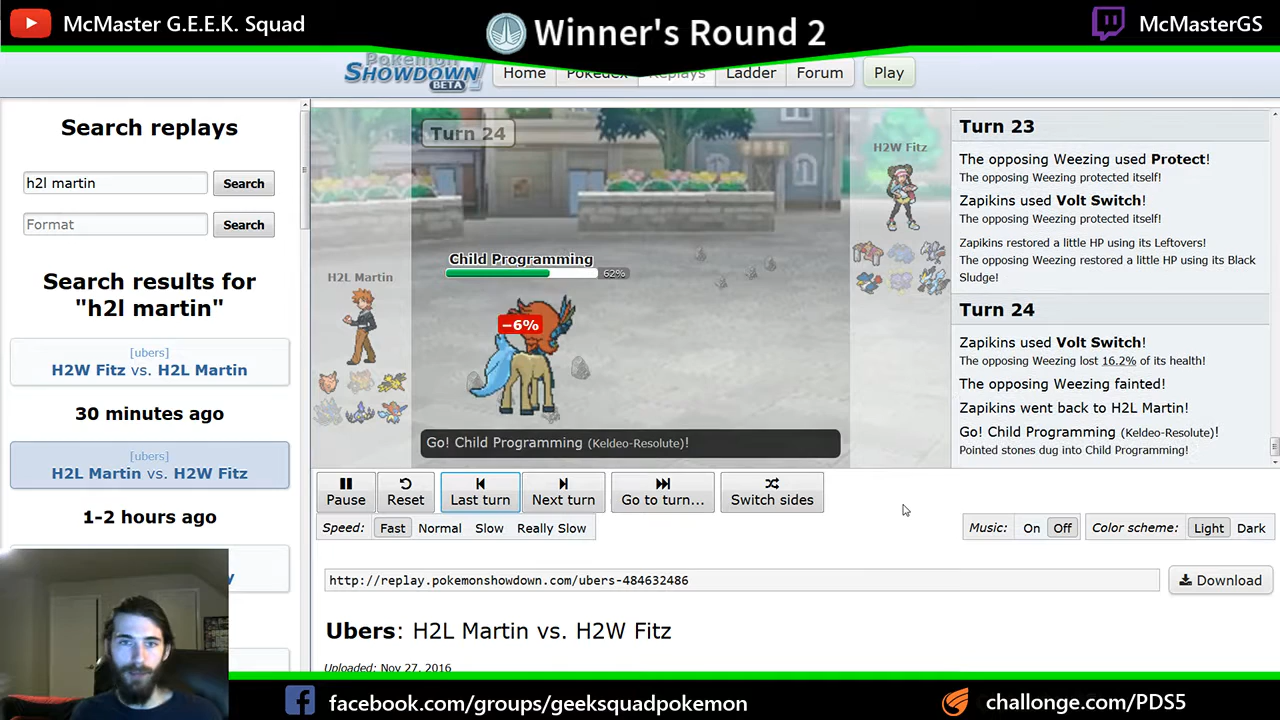 McMaster G.E.E.K. Squad
Winner's Round 2
McMasterGS
Pokemon
SHOWDOWN!
BETA
Home
Pokédex
Replays
Ladder
Forum
Play
Search replays
h2l martin
Search
Format
Search
Search results for
"h2l martin"
[ubers]
H2W Fitz vs. H2L Martin
30 minutes ago
[ubers]
H2L Martin vs. H2W Fitz
1-2 hours ago
Turn 24
H2W Fitz
H2L Martin
Child Programming
62%
−6%
Go! Child Programming (Keldeo-Resolute)!
Turn 23
The opposing Weezing used Protect!
The opposing Weezing protected itself!
Zapikins used Volt Switch!
The opposing Weezing protected itself!
Zapikins restored a little HP using its Leftovers!
The opposing Weezing restored a little HP using its Black
Sludge!
Turn 24
Zapikins used Volt Switch!
The opposing Weezing lost 16.2% of its health!
The opposing Weezing fainted!
Zapikins went back to H2L Martin!
Go! Child Programming (Keldeo-Resolute)!
Pointed stones dug into Child Programming!
Pause
Reset
Last turn
Next turn
Go to turn...
Switch sides
Speed: Fast Normal Slow Really Slow
Music: On Off
Color scheme: Light Dark
http://replay.pokemonshowdown.com/ubers-484632486
Download
Ubers: H2L Martin vs. H2W Fitz
Uploaded: Nov 27, 2016
facebook.com/groups/geeksquadpokemon
challonge.com/PDS5